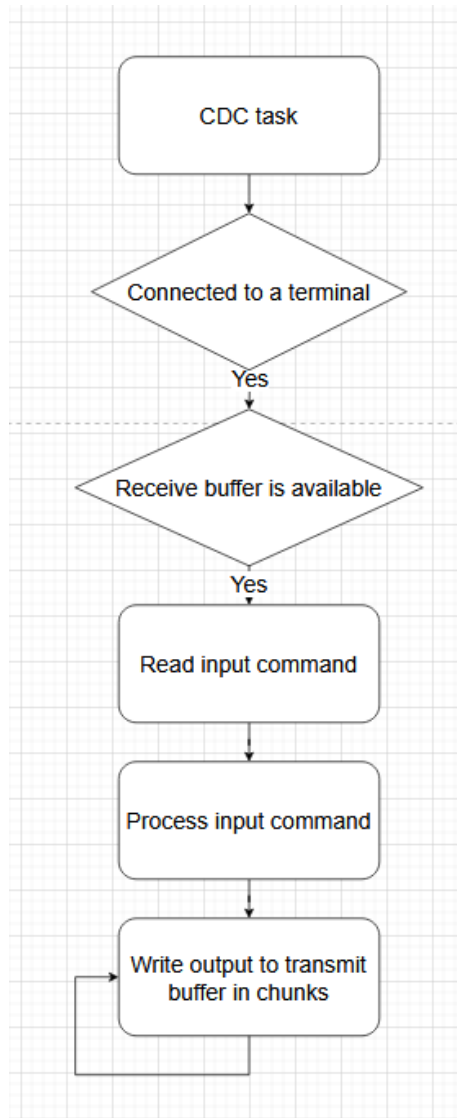 CDC task
Connected to a terminal
Yes
Receive buffer is available
Yes
Read input command
Process input command
Write output to transmit
buffer in chunks